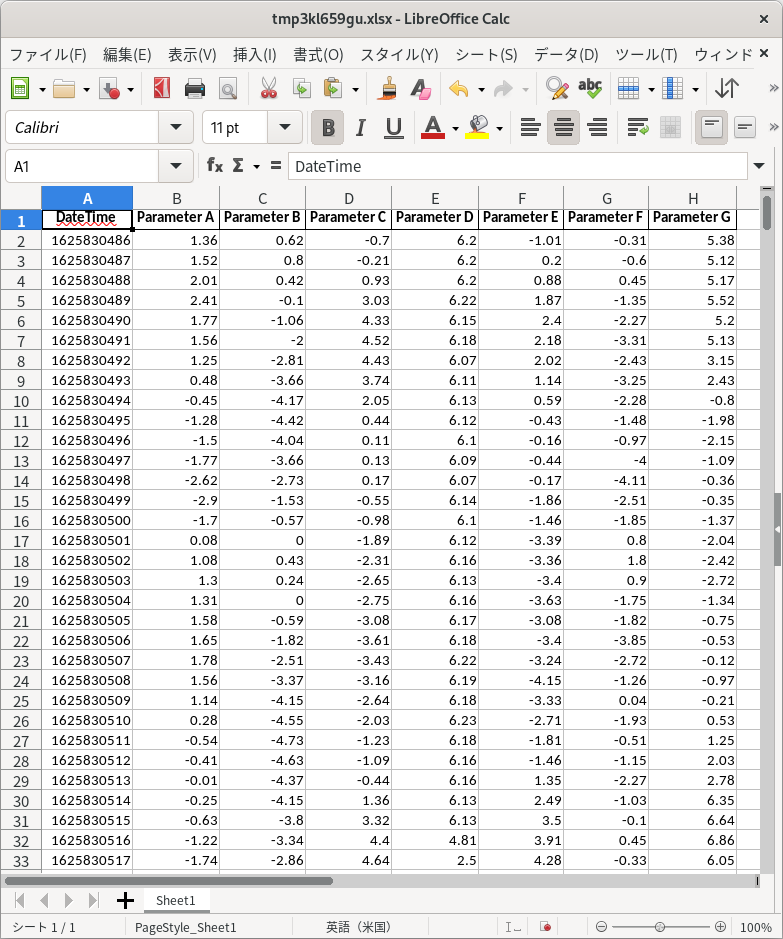 tmp3kl659gu.xlsx - LibreOffice Calc
ファイル(F) 編集(E) 表示(V) 挿入(I) 書式(O) スタイル(Y) シート(S) データ(D) ツール(T) ウィンド
Calibri 11 pt B I U A
A1 fx Σ = DateTime
A B C D E F G H
1 DateTime Parameter A Parameter B Parameter C Parameter D Parameter E Parameter F Parameter G
2 1625830486 1.36 0.62 -0.7 6.2 -1.01 -0.31 5.38
3 1625830487 1.52 0.8 -0.21 6.2 0.2 -0.6 5.12
4 1625830488 2.01 0.42 0.93 6.2 0.88 0.45 5.17
5 1625830489 2.41 -0.1 3.03 6.22 1.87 -1.35 5.52
6 1625830490 1.77 -1.06 4.33 6.15 2.4 -2.27 5.2
7 1625830491 1.56 -2 4.52 6.18 2.18 -3.31 5.13
8 1625830492 1.25 -2.81 4.43 6.07 2.02 -2.43 3.15
9 1625830493 0.48 -3.66 3.74 6.11 1.14 -3.25 2.43
10 1625830494 -0.45 -4.17 2.05 6.13 0.59 -2.28 -0.8
11 1625830495 -1.28 -4.42 0.44 6.12 -0.43 -1.48 -1.98
12 1625830496 -1.5 -4.04 0.11 6.1 -0.16 -0.97 -2.15
13 1625830497 -1.77 -3.66 0.13 6.09 -0.44 -4 -1.09
14 1625830498 -2.62 -2.73 0.17 6.07 -0.17 -4.11 -0.36
15 1625830499 -2.9 -1.53 -0.55 6.14 -1.86 -2.51 -0.35
16 1625830500 -1.7 -0.57 -0.98 6.1 -1.46 -1.85 -1.37
17 1625830501 0.08 0 -1.89 6.12 -3.39 0.8 -2.04
18 1625830502 1.08 0.43 -2.31 6.16 -3.36 1.8 -2.42
19 1625830503 1.3 0.24 -2.65 6.13 -3.4 0.9 -2.72
20 1625830504 1.31 0 -2.75 6.16 -3.63 -1.75 -1.34
21 1625830505 1.58 -0.59 -3.08 6.17 -3.08 -1.82 -0.75
22 1625830506 1.65 -1.82 -3.61 6.18 -3.4 -3.85 -0.53
23 1625830507 1.78 -2.51 -3.43 6.22 -3.24 -2.72 -0.12
24 1625830508 1.56 -3.37 -3.16 6.19 -4.15 -1.26 -0.97
25 1625830509 1.14 -4.15 -2.64 6.18 -3.33 0.04 -0.21
26 1625830510 0.28 -4.55 -2.03 6.23 -2.71 -1.93 0.53
27 1625830511 -0.54 -4.73 -1.23 6.18 -1.81 -0.51 1.25
28 1625830512 -0.41 -4.63 -1.09 6.16 -1.46 -1.15 2.03
29 1625830513 -0.01 -4.37 -0.44 6.16 1.35 -2.27 2.78
30 1625830514 -0.25 -4.15 1.36 6.13 2.49 -1.03 6.35
31 1625830515 -0.63 -3.8 3.32 6.13 3.5 -0.1 6.64
32 1625830516 -1.22 -3.34 4.4 4.81 3.91 0.45 6.86
33 1625830517 -1.74 -2.86 4.64 2.5 4.28 -0.33 6.05
Sheet1
シート 1 / 1 PageStyle_Sheet1 英語（米国） 100%